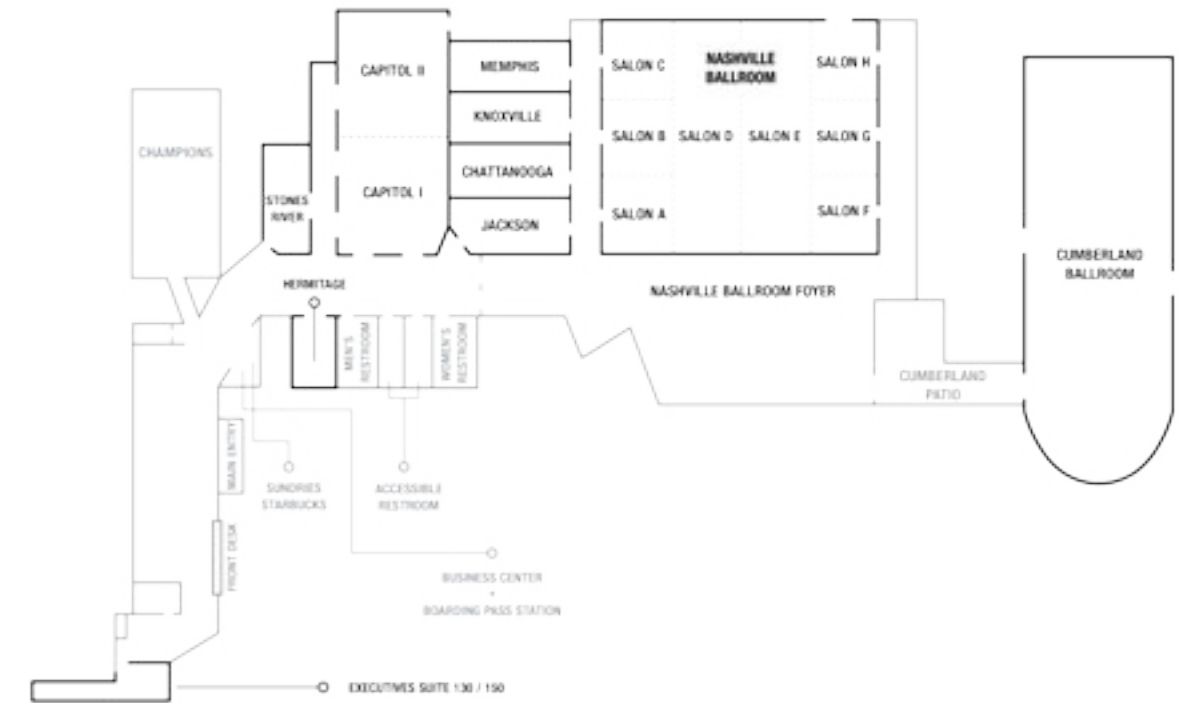 CAPITOL II
MEMPHIS
KNOXVILLE
CHATTANOOGA
JACKSON
CAPITOL I
CHAMPIONS
STONES
RIVER
HERMITAGE
MEN'S
RESTROOM
WOMEN'S
RESTROOM
SALON C
NASHVILLE
BALLROOM
SALON H
SALON B
SALON D
SALON E
SALON G
SALON A
SALON F
NASHVILLE BALLROOM FOYER
CUMBERLAND
BALLROOM
CUMBERLAND
PATIO
MAIN ENTRY
SUNDRIES
STARBUCKS
ACCESSIBLE
RESTROOM
FRONT DESK
BUSINESS CENTER
BOARDING PASS STATION
EXECUTIVES SUITE 130 / 150